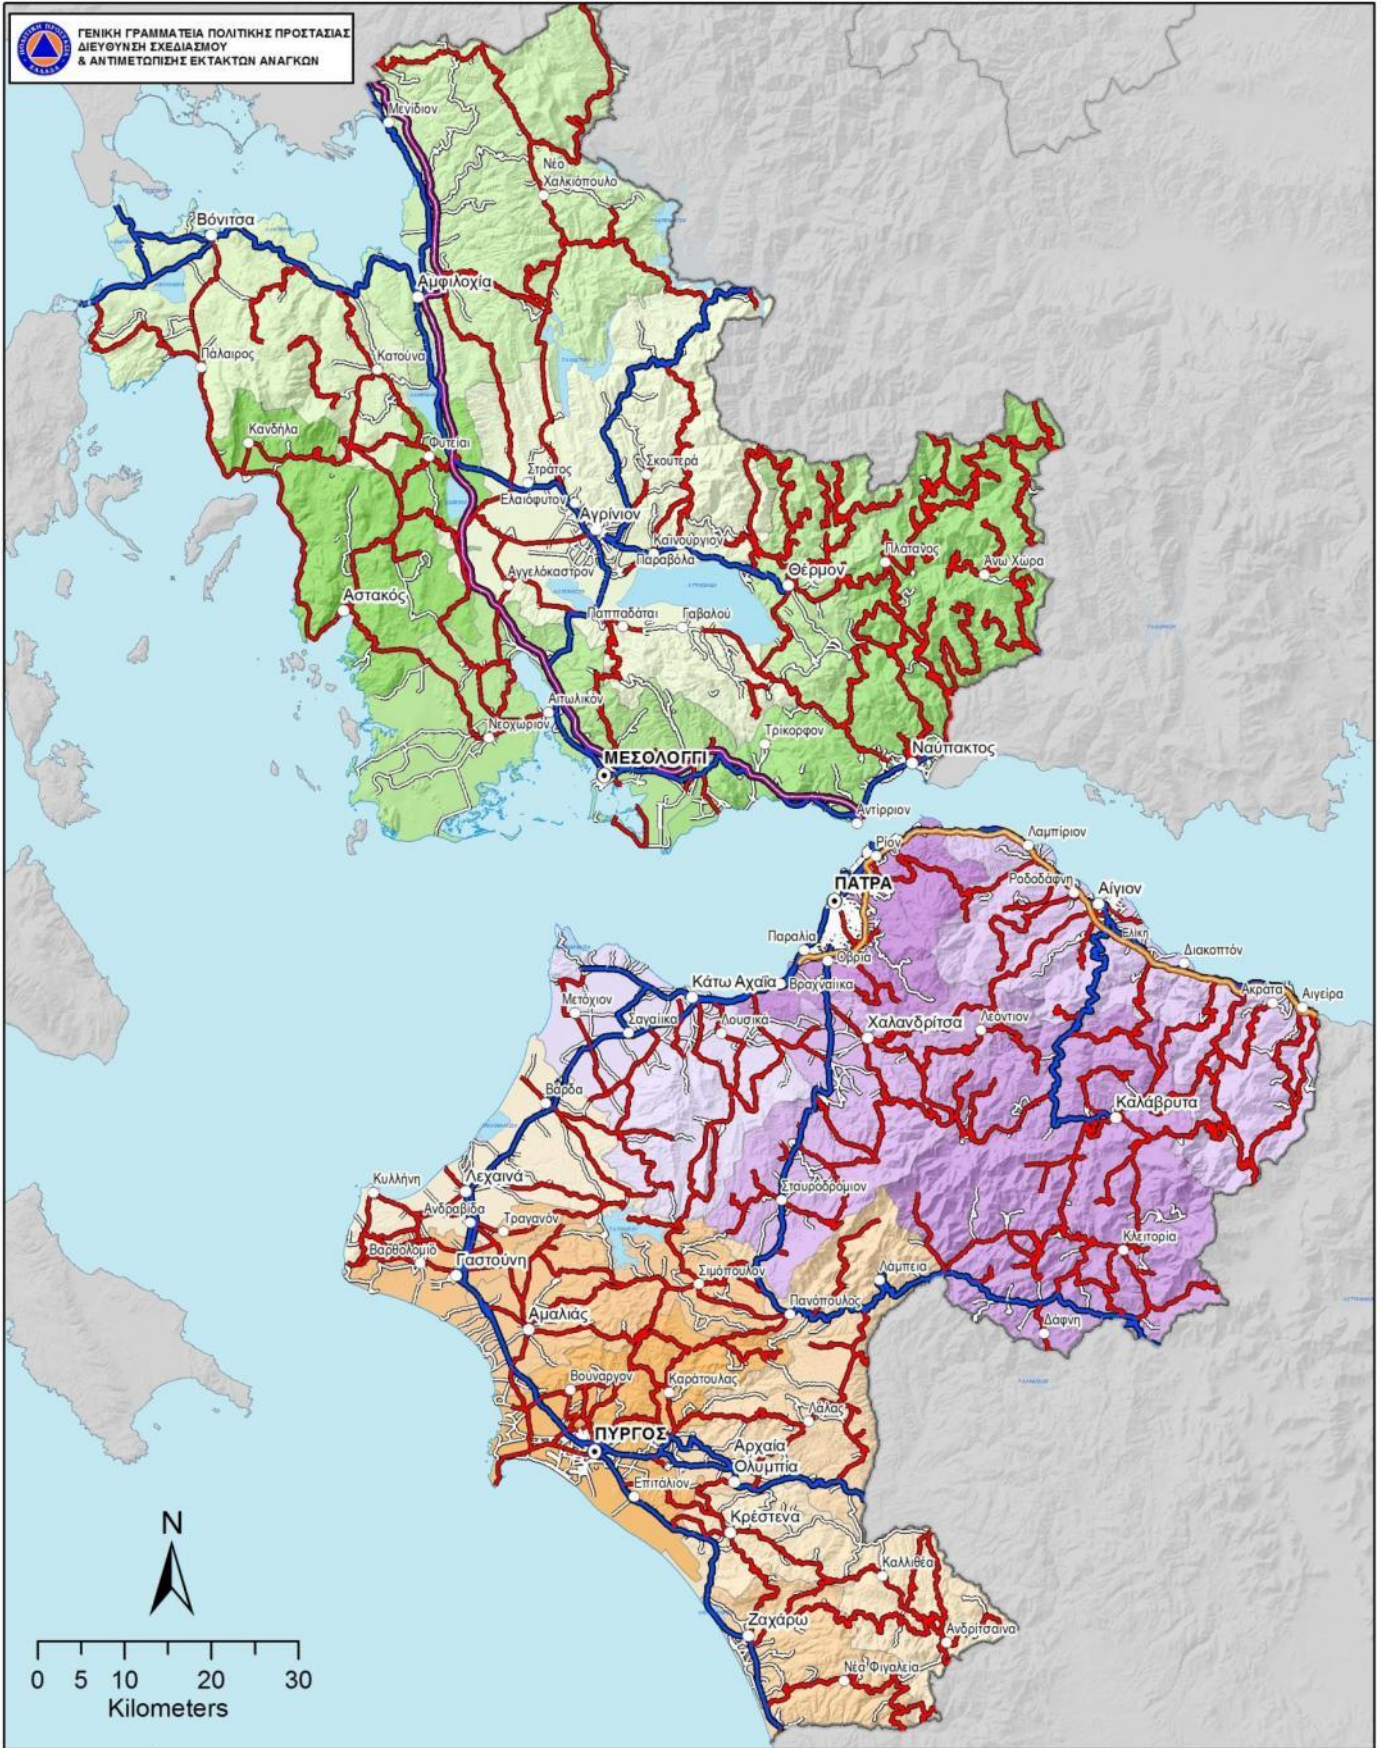 ΓΕΝΙΚΗ ΓΡΑΜΜΑΤΕΙΑ ΠΟΛΙΤΙΚΗΣ ΠΡΟΣΤΑΣΙΑΣ
ΔΙΕΥΘΥΝΣΗ ΣΧΕΔΙΑΣΜΟΥ
& ΑΝΤΙΜΕΤΩΠΙΣΗΣ ΕΚΤΑΚΤΩΝ ΑΝΑΓΚΩΝ
Μενίδιον
Νέο
Χαλκιόπουλο
Βόνιτσα
Αμφιλοχία
Πάλαιρος
Κατούνα
Κανδήλα
Φυτείαι
Στράτος
Σκουτερά
Ελαιόφυτον
Αγρίνιον
Καινούργιον
Παραβόλα
Πλάτανος
Άνω Χώρα
Θέρμον
Αγγελόκαστρον
Αστακός
Παππαδάται
Γαβαλού
Αιτωλικόν
Νεοχώριον
Τρίκορφον
Ναύπακτος
ΜΕΣΟΛΟΓΓΙ
Αντίρριον
Λαμπίριον
Ρίον
Ροδοδάφνη
Αίγιον
ΠΑΤΡΑ
Παραλία
Οβρια
Ελίκη
Διακοπτόν
Κάτω Αχαΐα
Βραχναίικα
Μετόχιον
Ακράτα
Αιγείρα
Σαγαίικα
Λουσικά
Χαλανδρίτσα
Λεόντιον
Βάρδα
Καλάβρυτα
Κυλλήνη
Λεχαινά
Σταυροδρόμιον
Ανδραβίδα
Τραγανόν
Βαρθολομιό
Γαστούνη
Κλειτορία
Σιμόπουλον
Λάμπεια
Πανόπουλος
Αμαλιάς
Δάφνη
Βούναργον
Καράτουλας
Λάλας
ΠΥΡΓΟΣ
Αρχαία
Ολυμπία
Επιτάλιον
Κρέστενα
Καλλιθέα
Ζαχάρω
Ανδρίτσαινα
Νέα Φιγαλεία
N
0 5 10 20 30
Kilometers